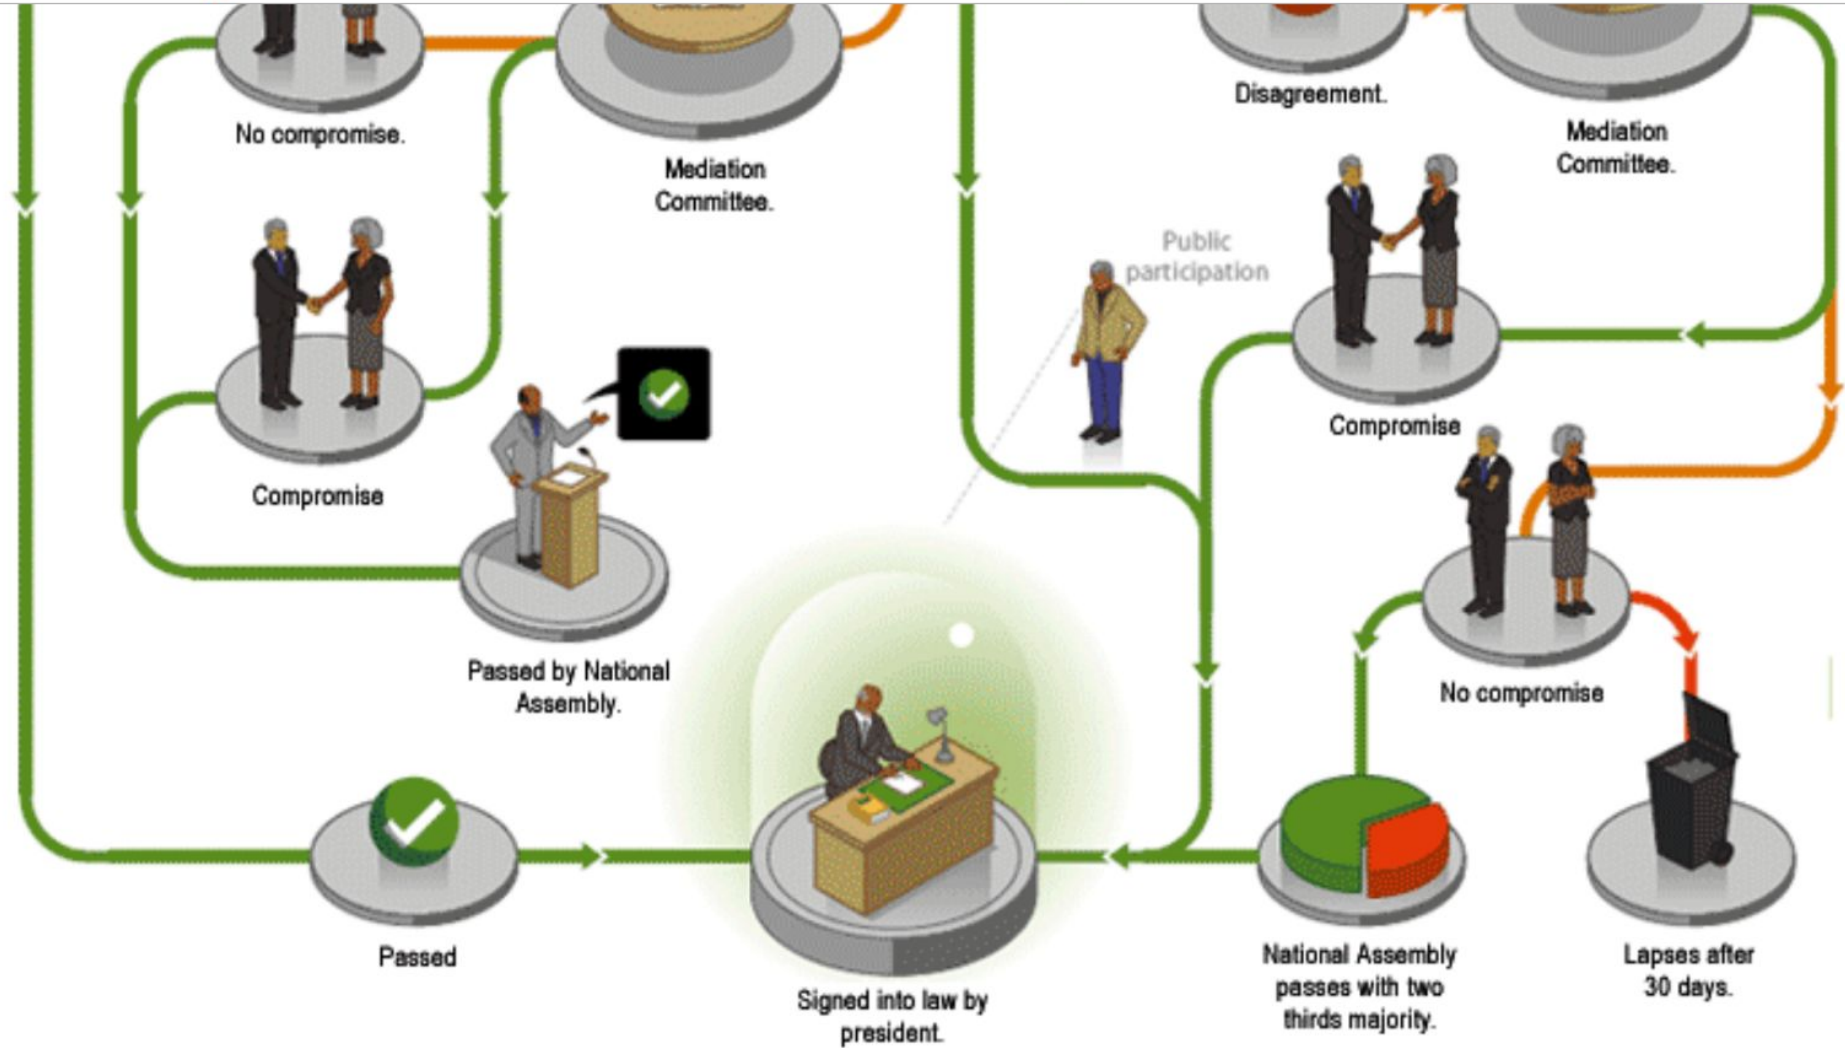 Disagreement.
No compromise.
Mediation
Committee.
Mediation
Committee.
Public
participation
Compromise
Compromise
Passed by National
Assembly.
No compromise
Passed
National Assembly
passes with two
thirds majority.
Lapses after
30 days.
Signed into law by
president.